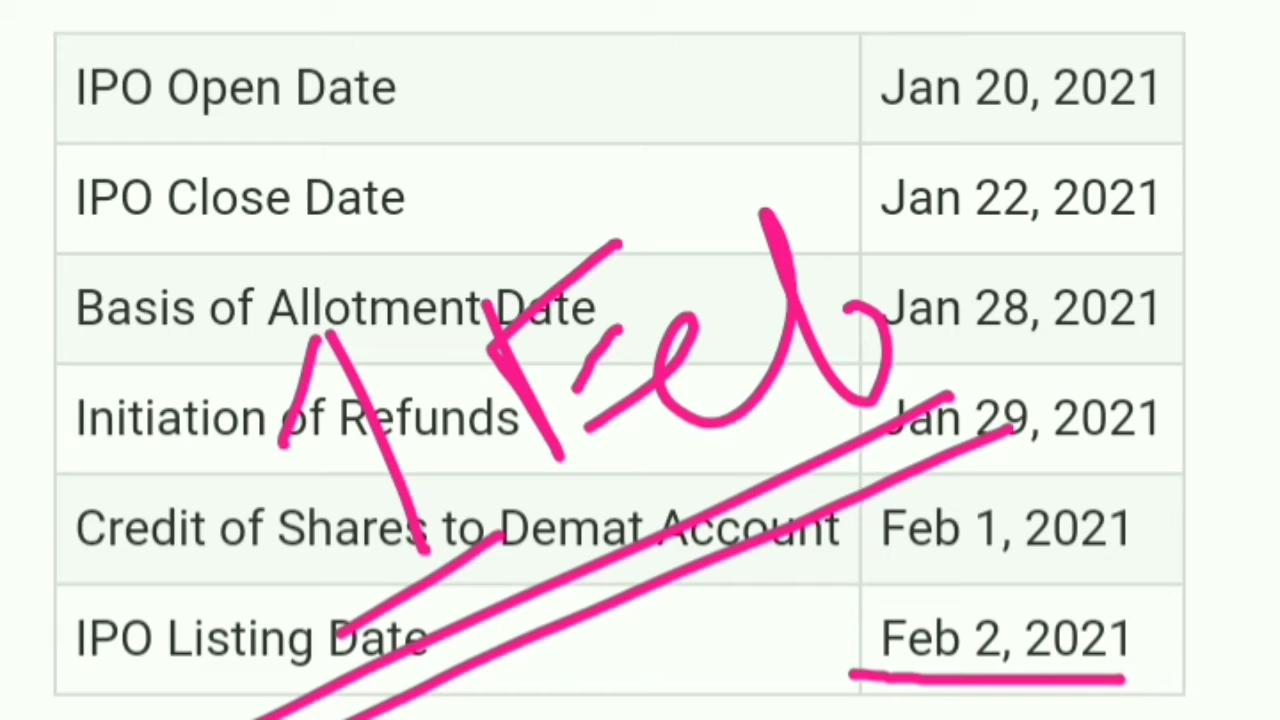 IPO Open Date Jan 20, 2021
IPO Close Date Jan 22, 2021
Basis of Allotment Date Jan 28, 2021
1 Feb
Initiation of Refunds Jan 29, 2021
Credit of Shares to Demat Account Feb 1, 2021
IPO Listing Date Feb 2, 2021